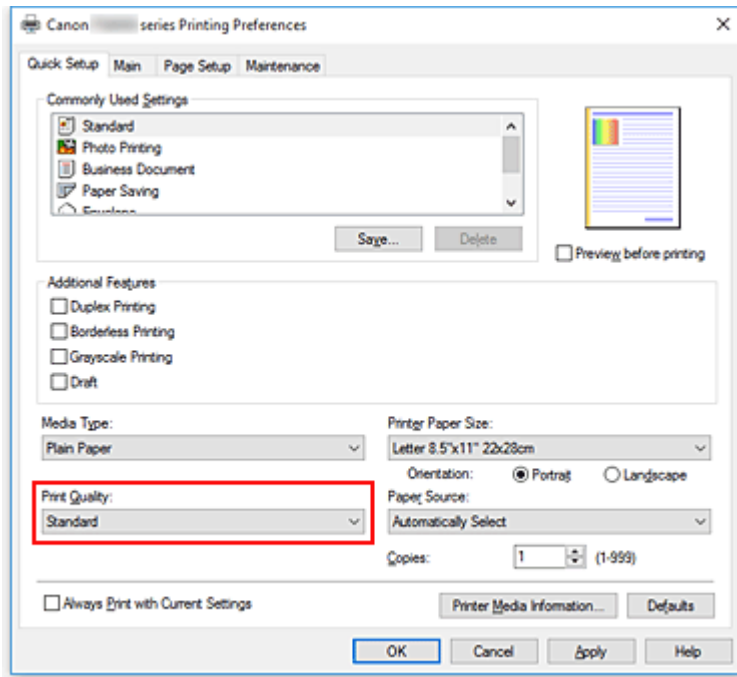 Canon series Printing Preferences
Quick Setup Main Page Setup Maintenance
Commonly Used Settings
Standard
Photo Printing
Business Document
Paper Saving
Envelope
Save... Delete
Preview before printing
Additional Features
Duplex Printing
Borderless Printing
Grayscale Printing
Draft
Media Type:
Plain Paper
Printer Paper Size:
Letter 8.5"x11" 22x28cm
Orientation: Portrait Landscape
Print Quality:
Standard
Paper Source:
Automatically Select
Copies: 1 (1-999)
Always Print with Current Settings
Printer Media Information... Defaults
OK Cancel Apply Help